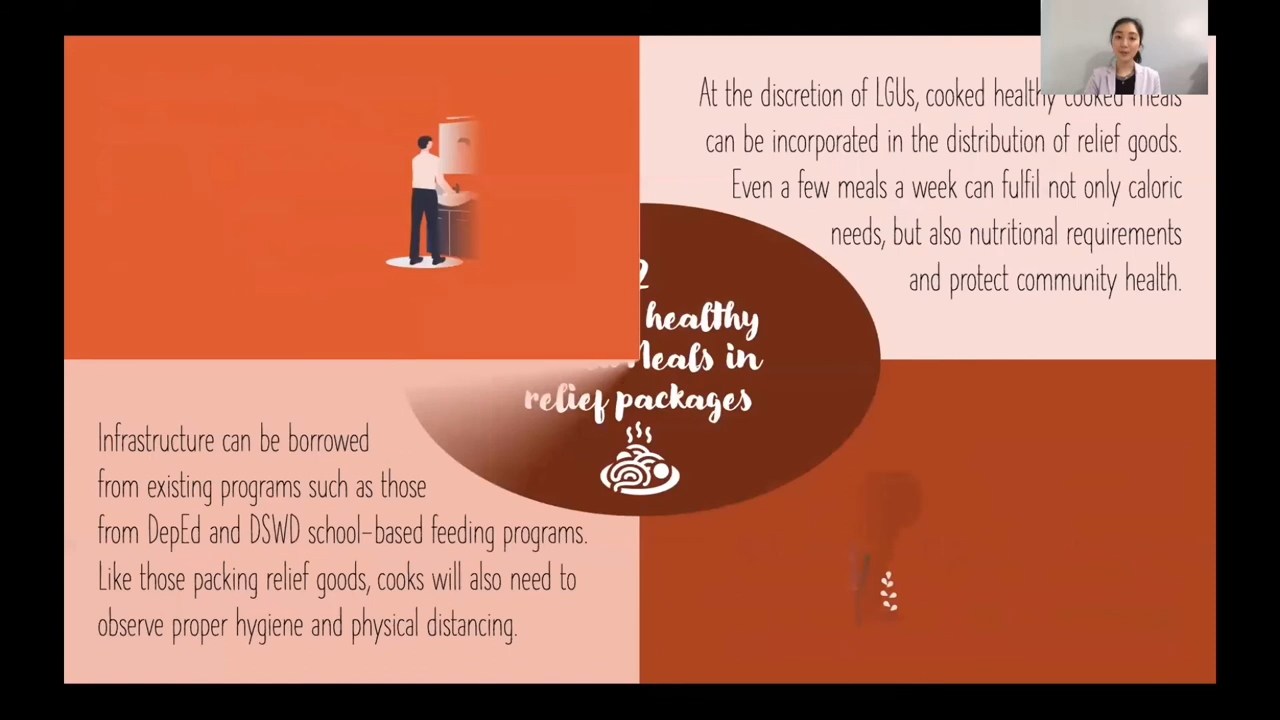 At the discretion of LGUs, cooked healthy cooked meals
can be incorporated in the distribution of relief goods.
Even a few meals a week can fulfil not only caloric
needs, but also nutritional requirements
and protect community health.
2
healthy
Meals in
relief packages
Infrastructure can be borrowed
from existing programs such as those
from DepEd and DSWD school-based feeding programs.
Like those packing relief goods, cooks will also need to
observe proper hygiene and physical distancing.